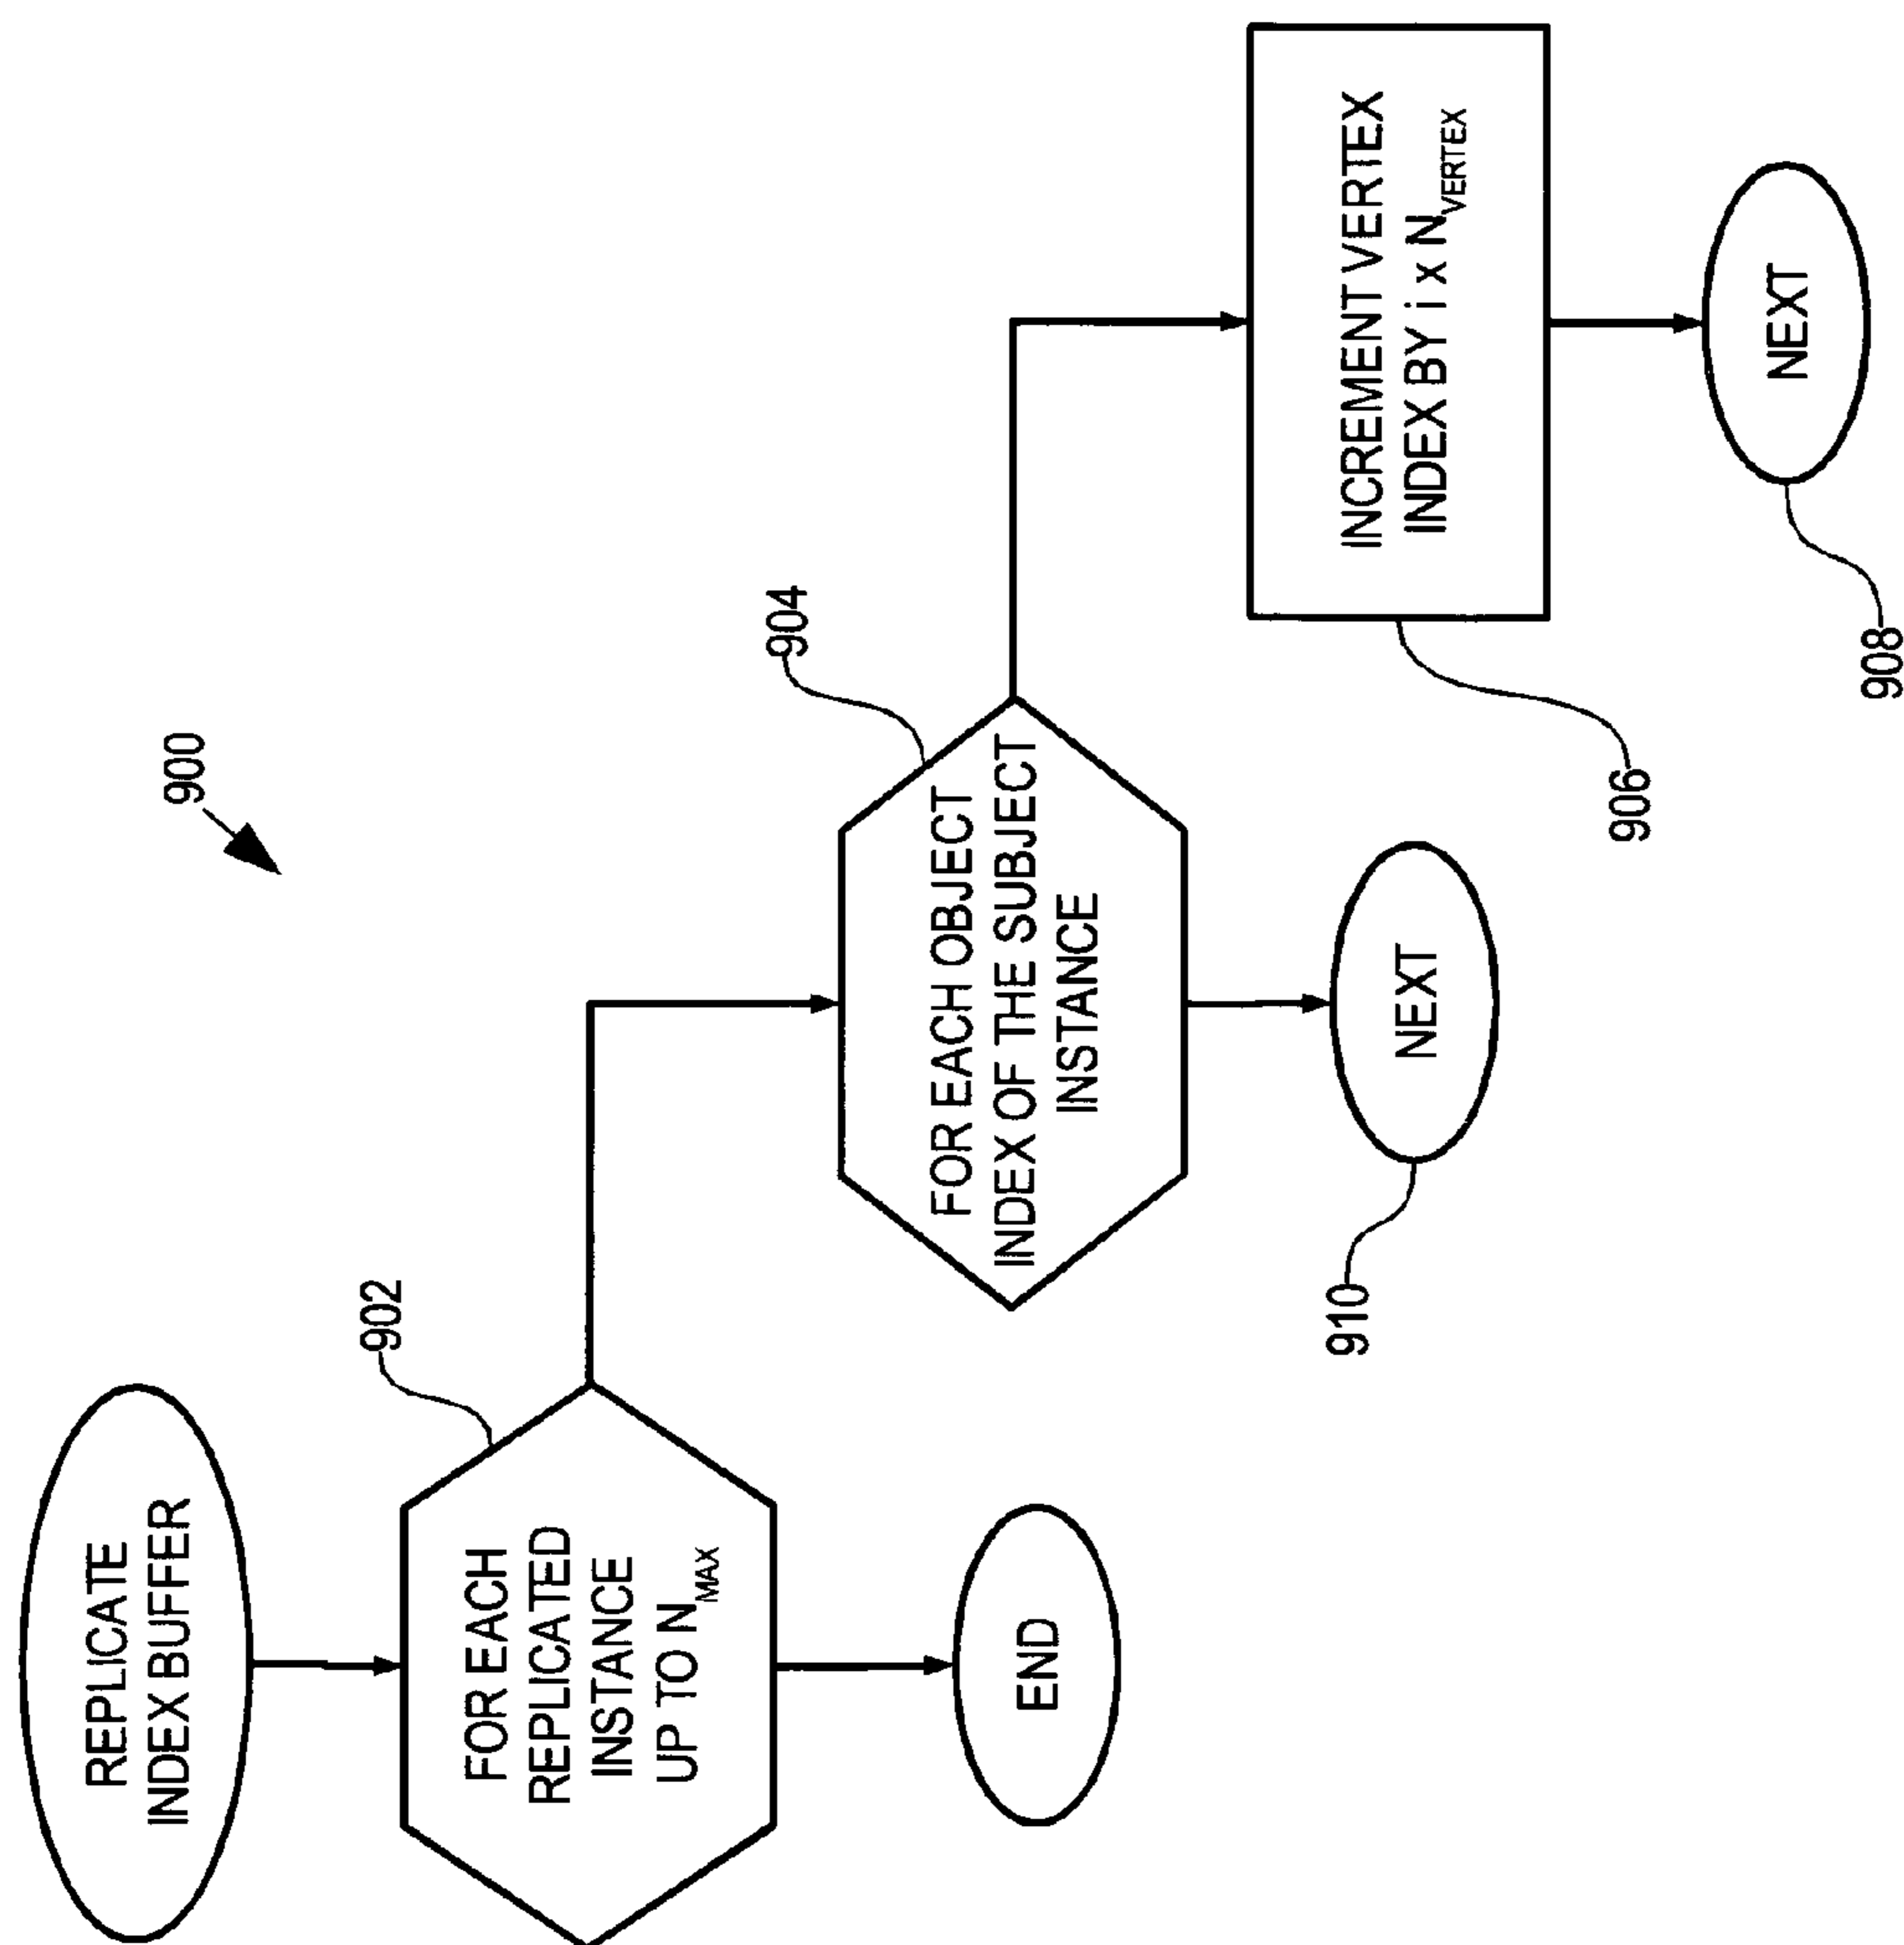 900
REPLICATE
INDEX BUFFER
902
FOR EACH
REPLICATED
INSTANCE
UP TO NMAX
END
904
FOR EACH OBJECT
INDEX OF THE SUBJECT
INSTANCE
910
NEXT
INCREMENT VERTEX
INDEX BY i x NVERTEX
906
NEXT
908